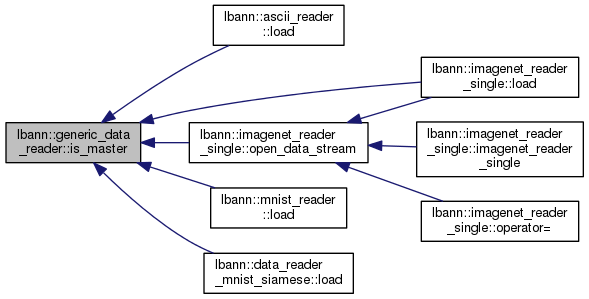 lbann::ascii_reader
::load
lbann::imagenet_reader
_single::load
lbann::generic_data
_reader::is_master
lbann::imagenet_reader
_single::open_data_stream
lbann::imagenet_reader
_single::imagenet_reader
_single
lbann::mnist_reader
::load
lbann::imagenet_reader
_single::operator=
lbann::data_reader
_mnist_siamese::load